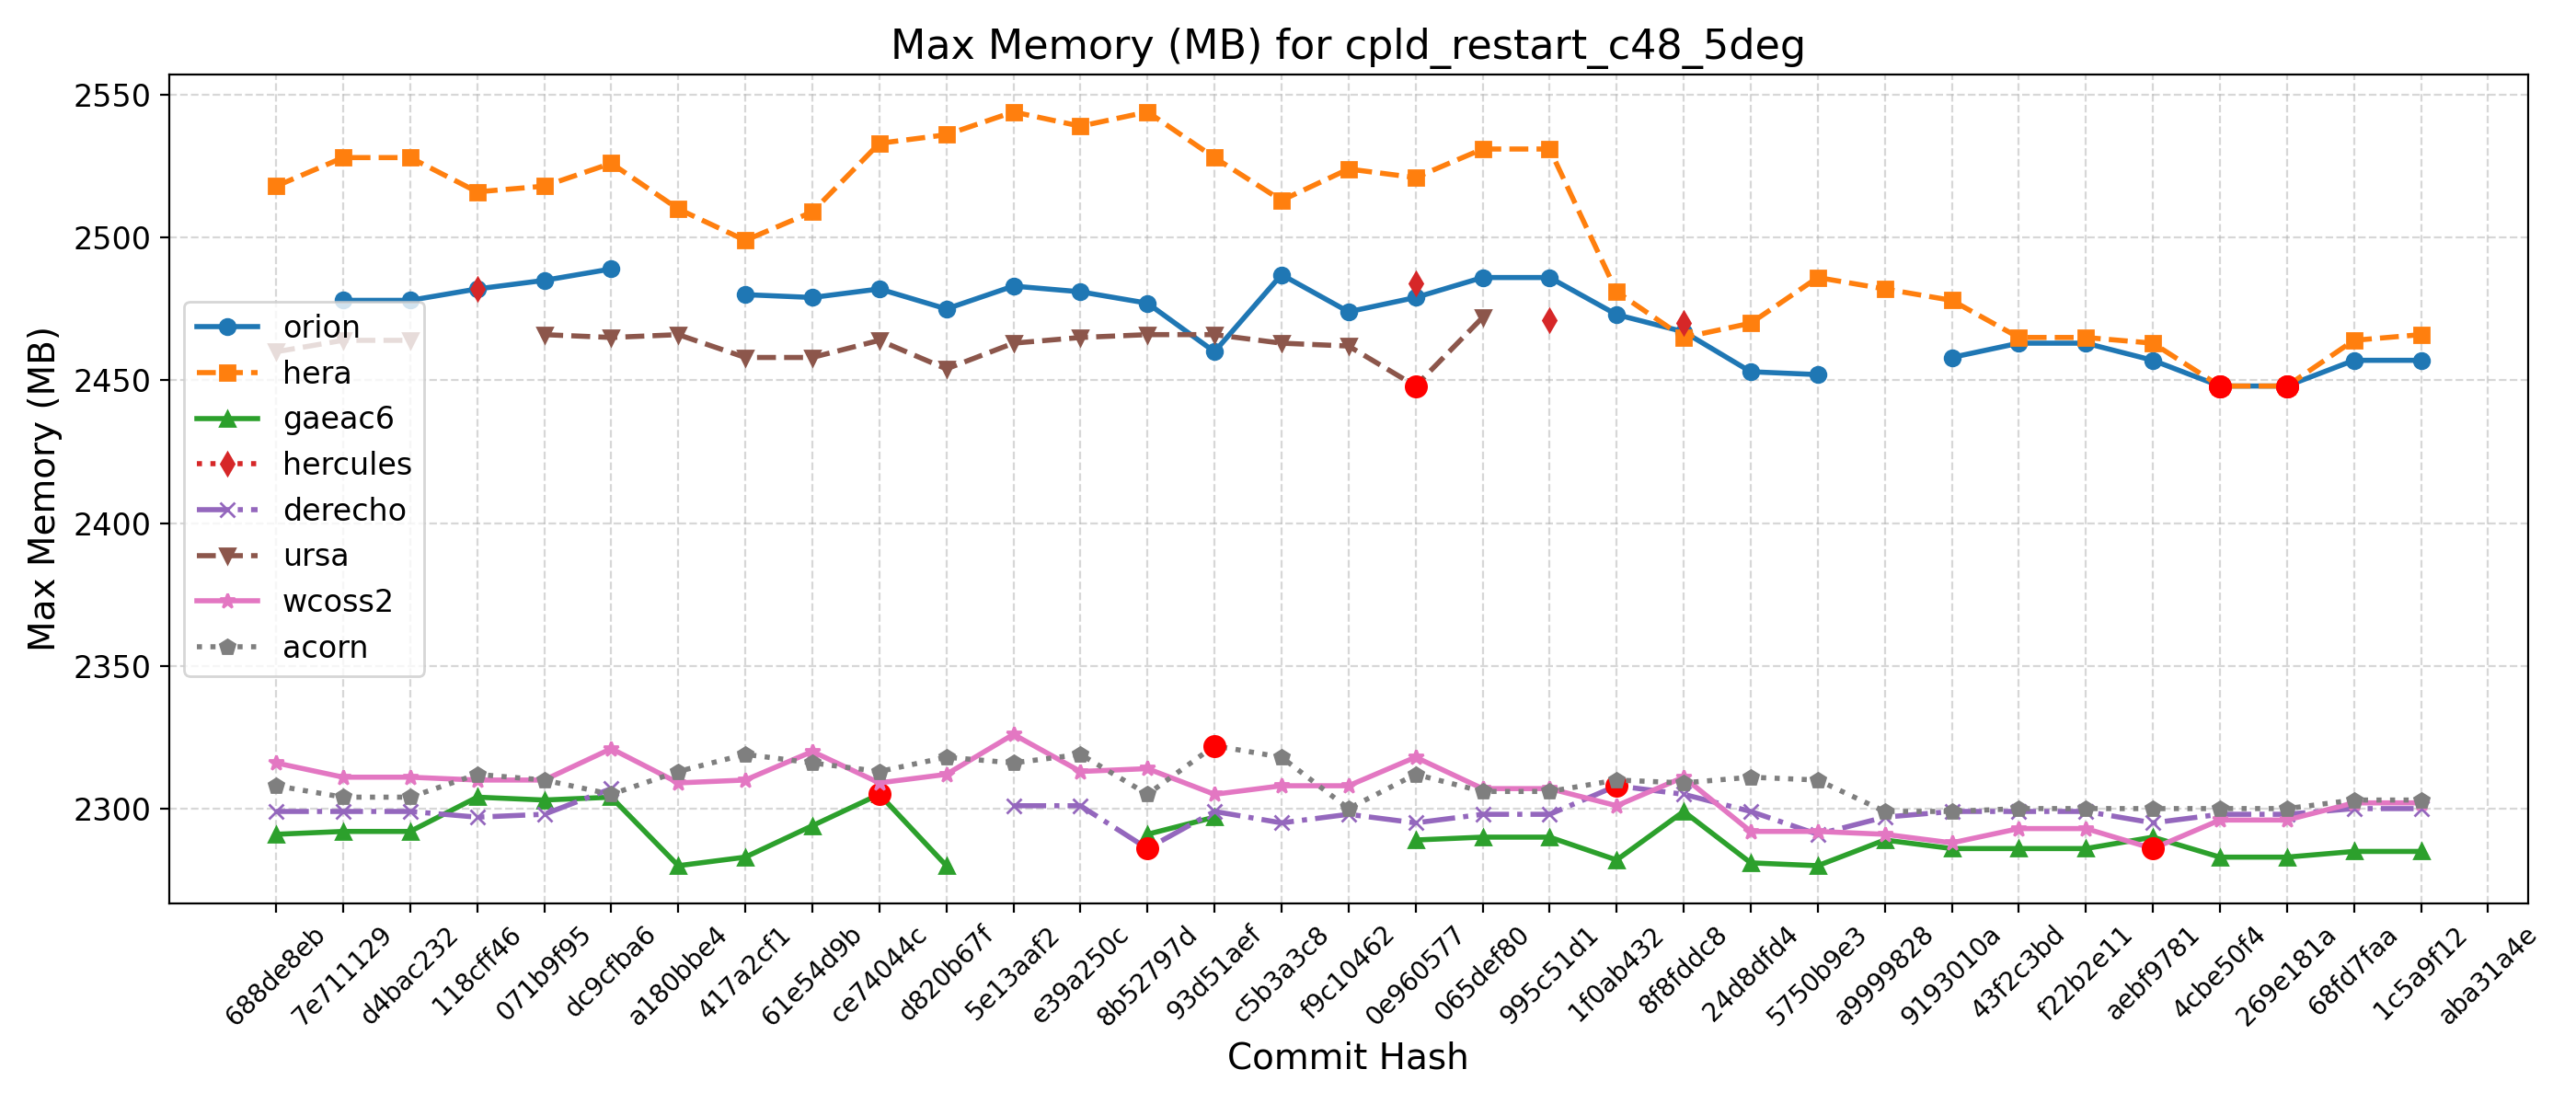 Max Memory (MB) for cpld_restart_c48_5deg
Max Memory (MB)
2550
2500
2450
2400
2350
2300
orion
hera
gaeac6
hercules
derecho
ursa
wcoss2
acorn
688de8eb
7e711129
d4bac232
118cff46
071b9f95
dc9cfba6
a180bbe4
417a2cf1
61e54d9b
ce74044c
d820b67f
5e13aaf2
e39a250c
8b52797d
93d51aef
c5b3a3c8
f9c10462
0e960577
065def80
995c51d1
1f0ab432
8f8fddc8
24d8dfd4
5750b9e3
a9999828
9193010a
43f2c3bd
f22b2e11
aebf9781
4cbe50f4
269e181a
68fd7faa
1c5a9f12
aba31a4e
Commit Hash